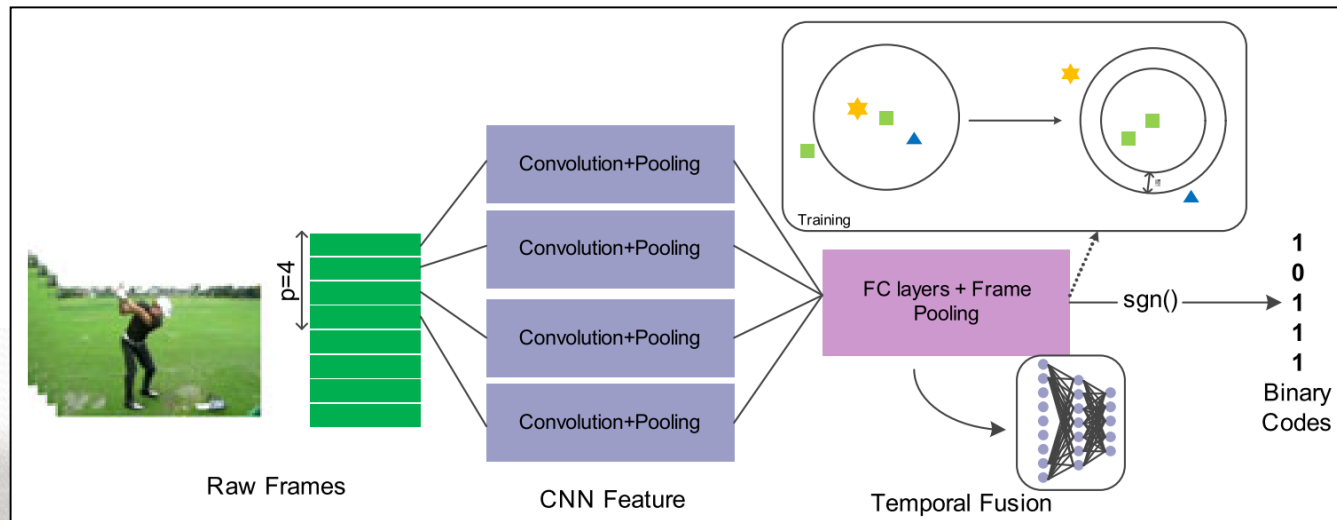 p=4
Convolution+Pooling
Convolution+Pooling
Convolution+Pooling
Convolution+Pooling
Training
FC layers + Frame
Pooling
sgn()
1
0
1
1
1
Binary
Codes
Raw Frames
CNN Feature
Temporal Fusion